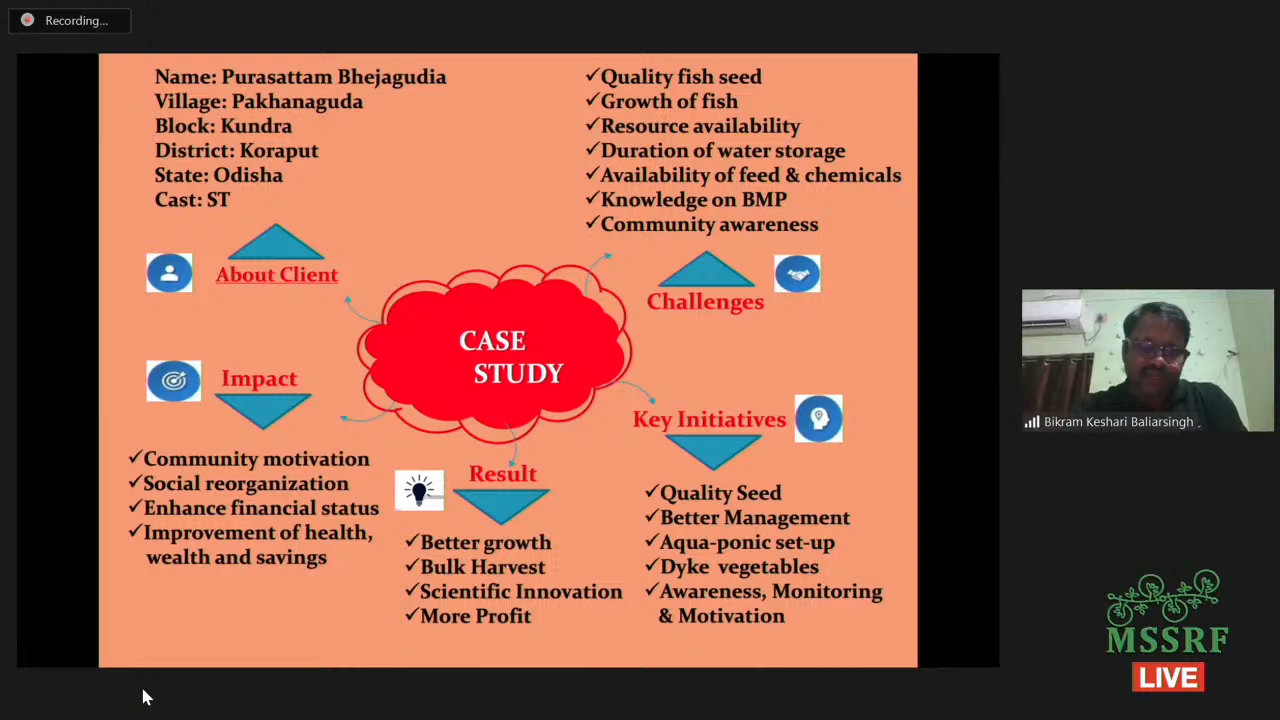 Recording...
Name: Purasattam Bhejagudia
Village: Pakhanaguda
Block: Kundra
District: Koraput
State: Odisha
Cast: ST
About Client
✓Quality fish seed
✓Growth of fish
✓Resource availability
✓Duration of water storage
✓Availability of feed & chemicals
✓Knowledge on BMP
✓Community awareness
Challenges
CASE
STUDY
Impact
✓Community motivation
✓Social reorganization
✓Enhance financial status
✓Improvement of health,
wealth and savings
Result
✓Better growth
✓Bulk Harvest
✓Scientific Innovation
✓More Profit
Key Initiatives
✓Quality Seed
✓Better Management
✓Aqua-ponic set-up
✓Dyke vegetables
✓Awareness, Monitoring
& Motivation
Bikram Keshari Baliarsingh
MSSRF
LIVE